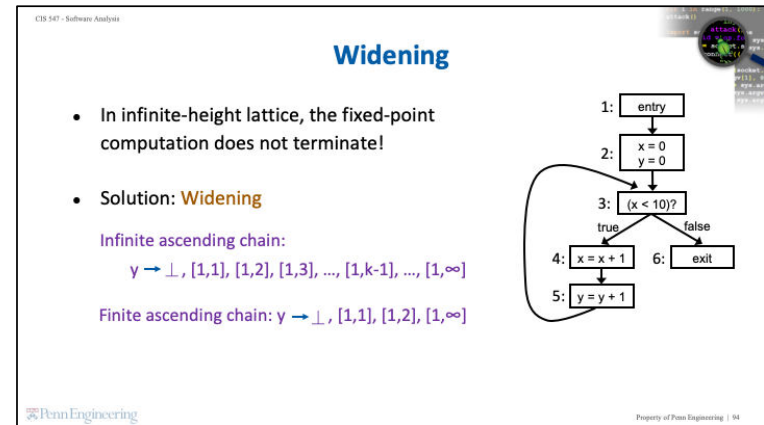 CIS 547 - Software Analysis
Widening
• In infinite-height lattice, the fixed-point
computation does not terminate!
• Solution: Widening
Infinite ascending chain:
y → ⊥, [1,1], [1,2], [1,3], ..., [1,k-1], ..., [1,∞]
Finite ascending chain: y → ⊥, [1,1], [1,2], [1,∞]
1: entry
2: x = 0
y = 0
3: (x < 10)?
true false
4: x = x + 1 6: exit
5: y = y + 1
Penn Engineering
Property of Penn Engineering | 94
attack()